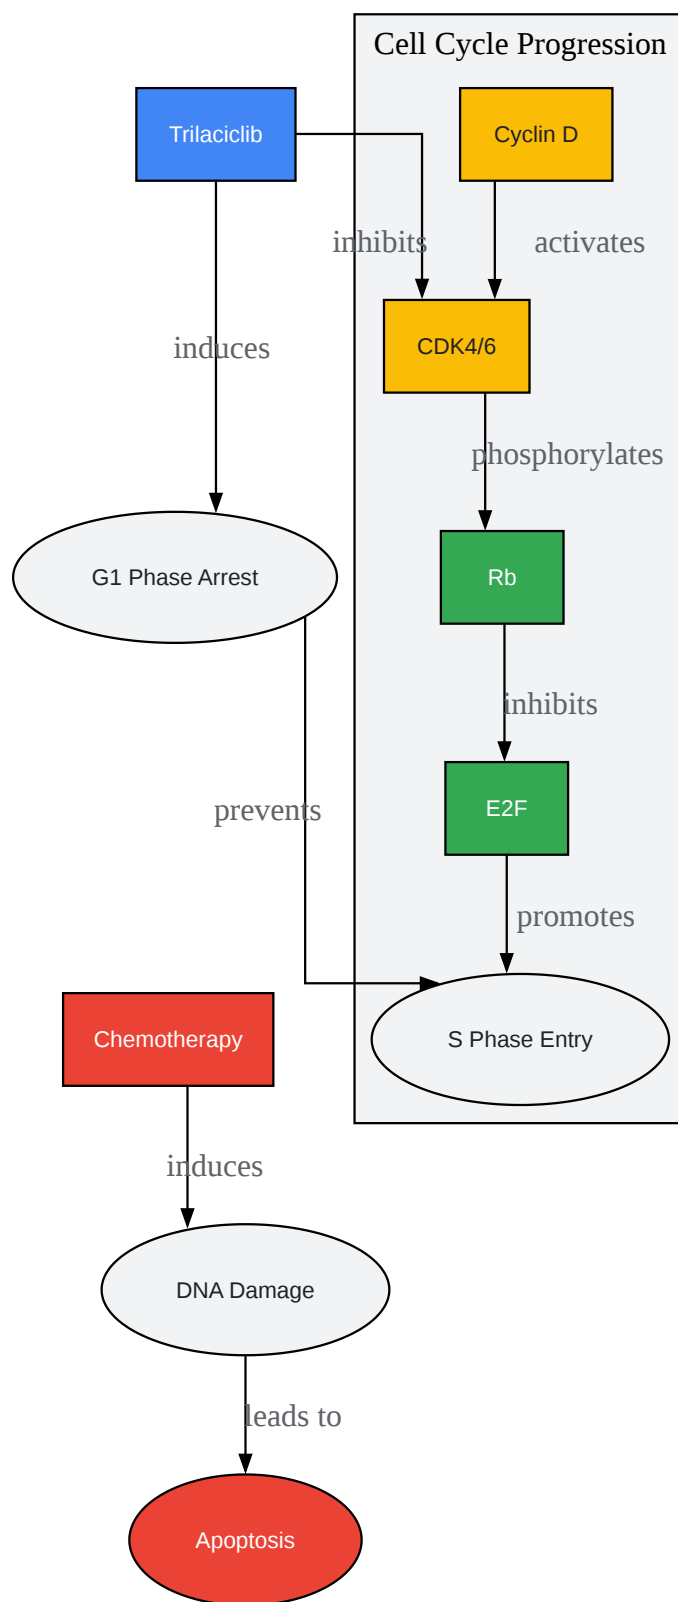 Cell Cycle Progression
Trilaciclib
Cyclin D
inhibits
activates
induces
CDK4/6
phosphorylates
G1 Phase Arrest
Rb
inhibits
prevents
E2F
promotes
Chemotherapy
S Phase Entry
induces
DNA Damage
leads to
Apoptosis